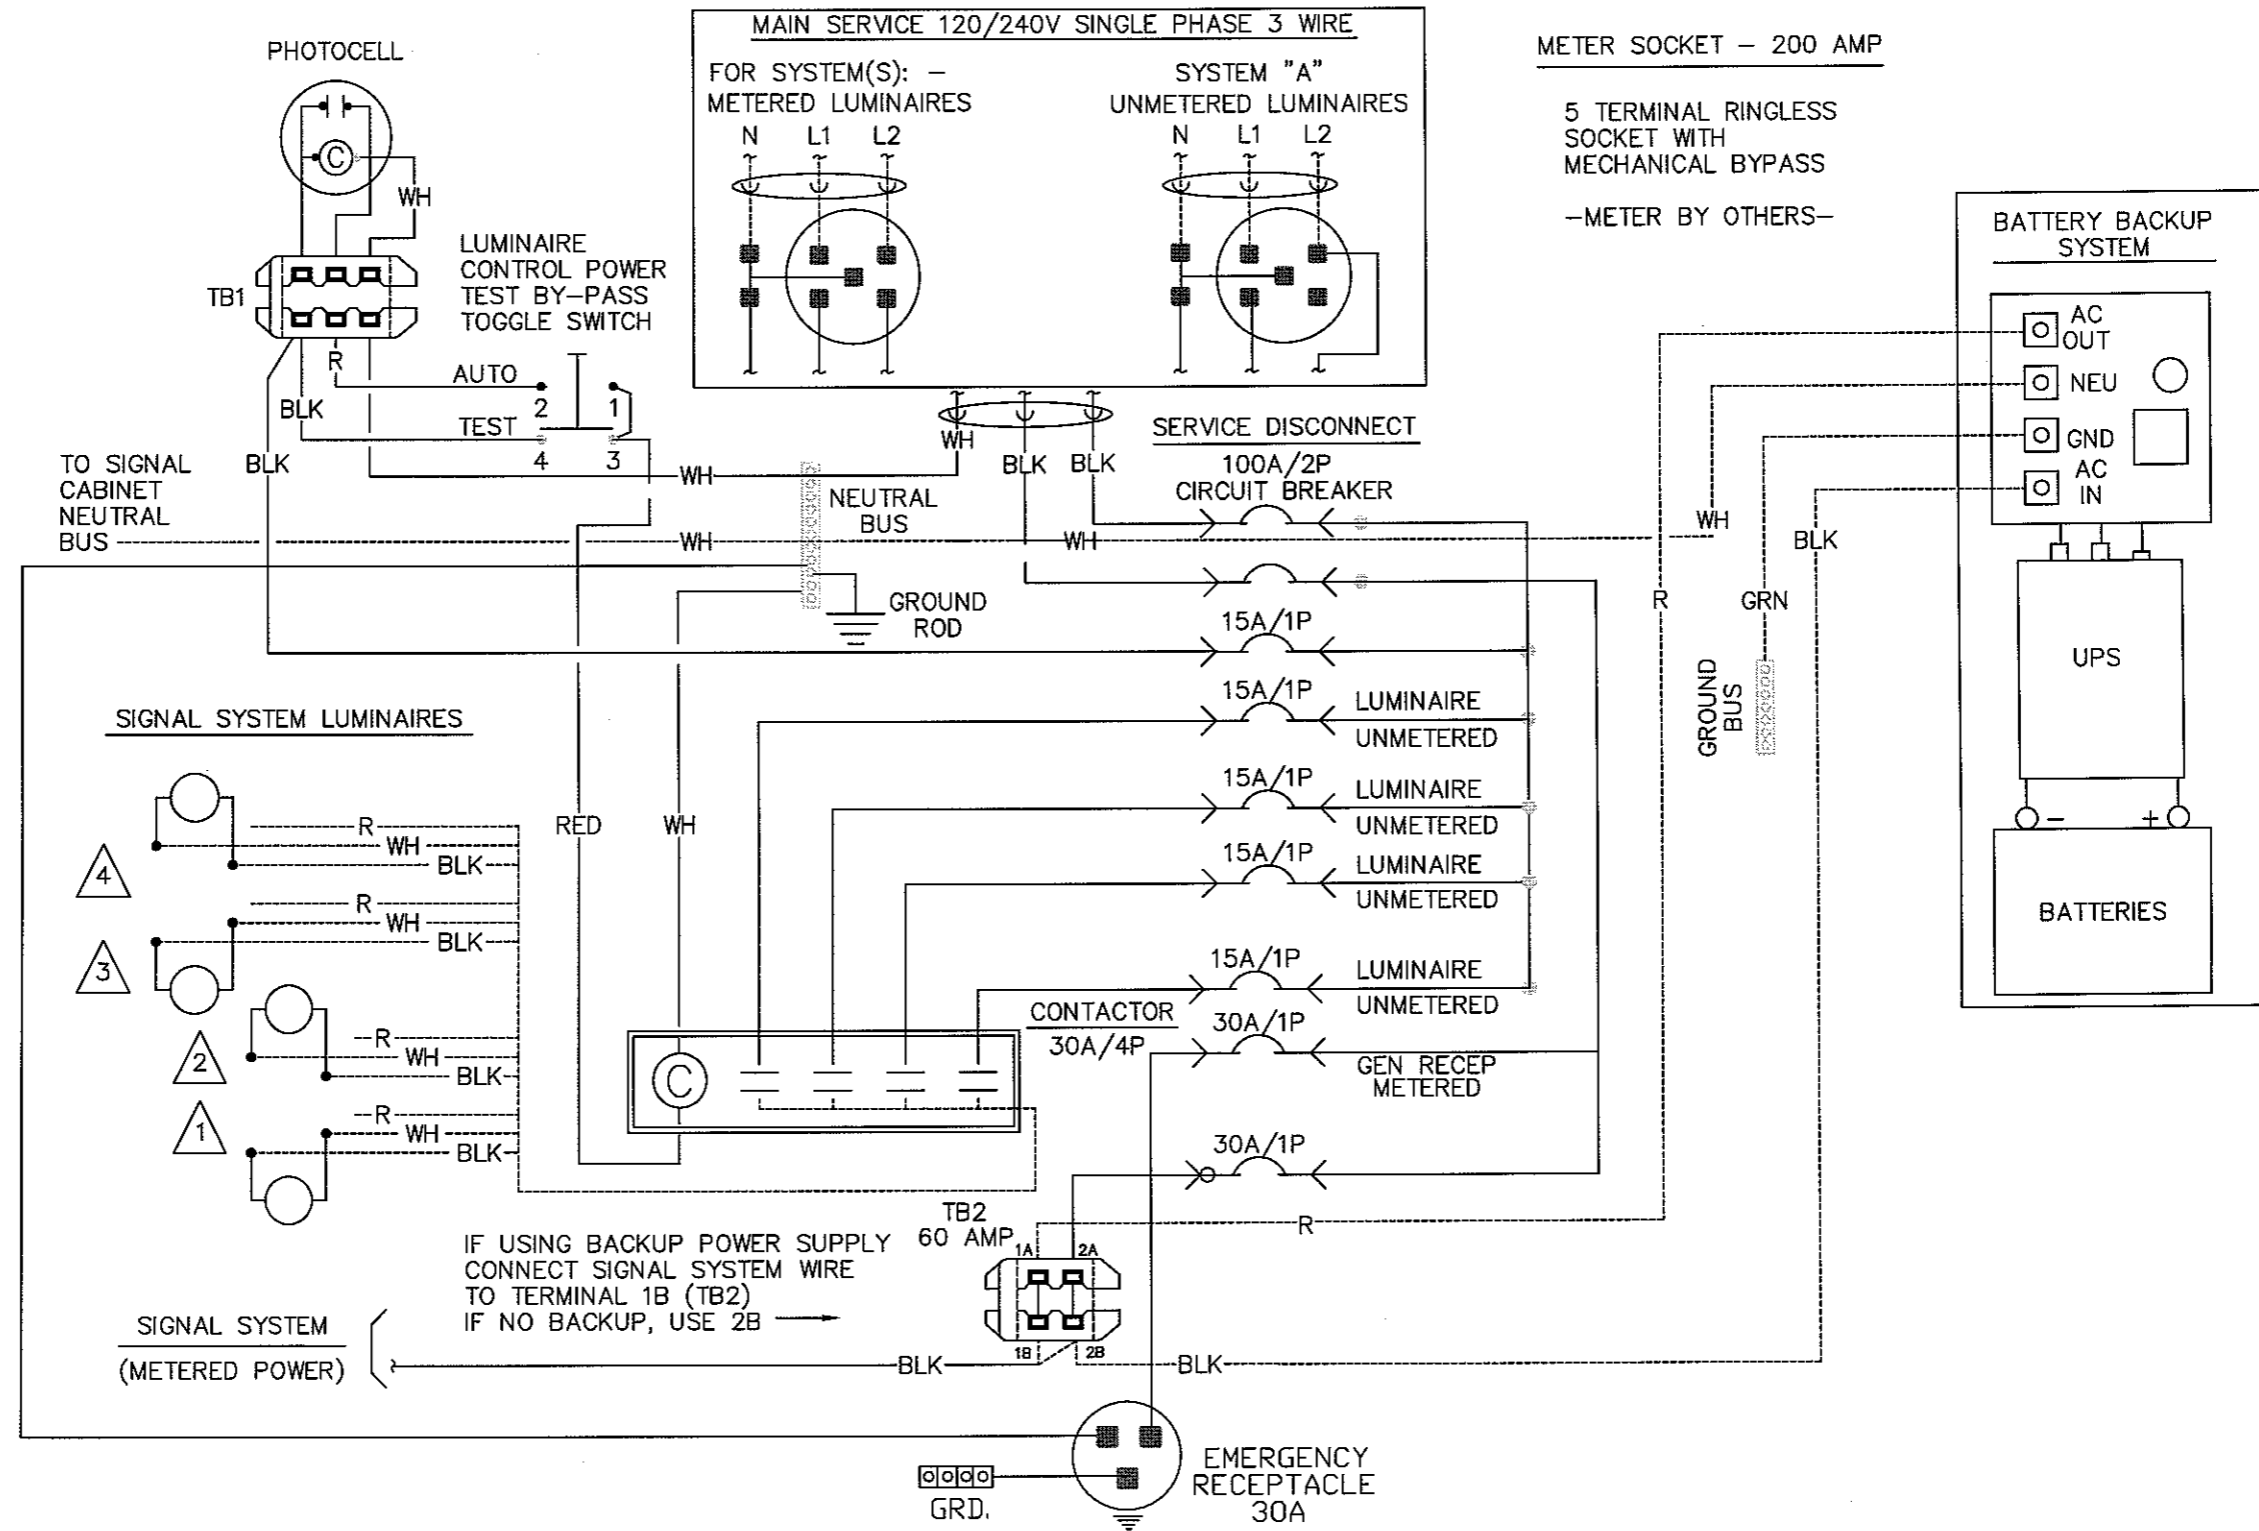 MAIN SERVICE 120/240V SINGLE PHASE 3 WIRE
FOR SYSTEM(S): –
METERED LUMINAIRES
N L1 L2
SYSTEM "A"
UNMETERED LUMINAIRES
N L1 L2
METER SOCKET – 200 AMP
5 TERMINAL RINGLESS
SOCKET WITH
MECHANICAL BYPASS
–METER BY OTHERS–
PHOTOCELL
C
WH
TB1
LUMINAIRE
CONTROL POWER
TEST BY–PASS
TOGGLE SWITCH
R
AUTO
2
1
BLK
TEST
4
3
BLK
TO SIGNAL
CABINET
NEUTRAL
BUS
WH
WH
NEUTRAL
BUS
GROUND
ROD
WH
BLK
BLK
WH
SERVICE DISCONNECT
100A/2P
CIRCUIT BREAKER
15A/1P
15A/1P
LUMINAIRE
UNMETERED
15A/1P
LUMINAIRE
UNMETERED
15A/1P
LUMINAIRE
UNMETERED
15A/1P
LUMINAIRE
UNMETERED
30A/1P
GEN RECEP
METERED
30A/1P
BATTERY BACKUP
SYSTEM
AC
OUT
NEU
GND
AC
IN
WH
BLK
R
GRN
GROUND
BUS
UPS
–
+
BATTERIES
SIGNAL SYSTEM LUMINAIRES
4
R
WH
BLK
3
R
WH
BLK
2
R
WH
BLK
1
R
WH
BLK
RED
WH
CONTACTOR
30A/4P
C
TB2
60 AMP
1A
2A
1B
2B
R
IF USING BACKUP POWER SUPPLY
CONNECT SIGNAL SYSTEM WIRE
TO TERMINAL 1B (TB2)
IF NO BACKUP, USE 2B
SIGNAL SYSTEM
(METERED POWER)
BLK
BLK
EMERGENCY
RECEPTACLE
30A
GRD.